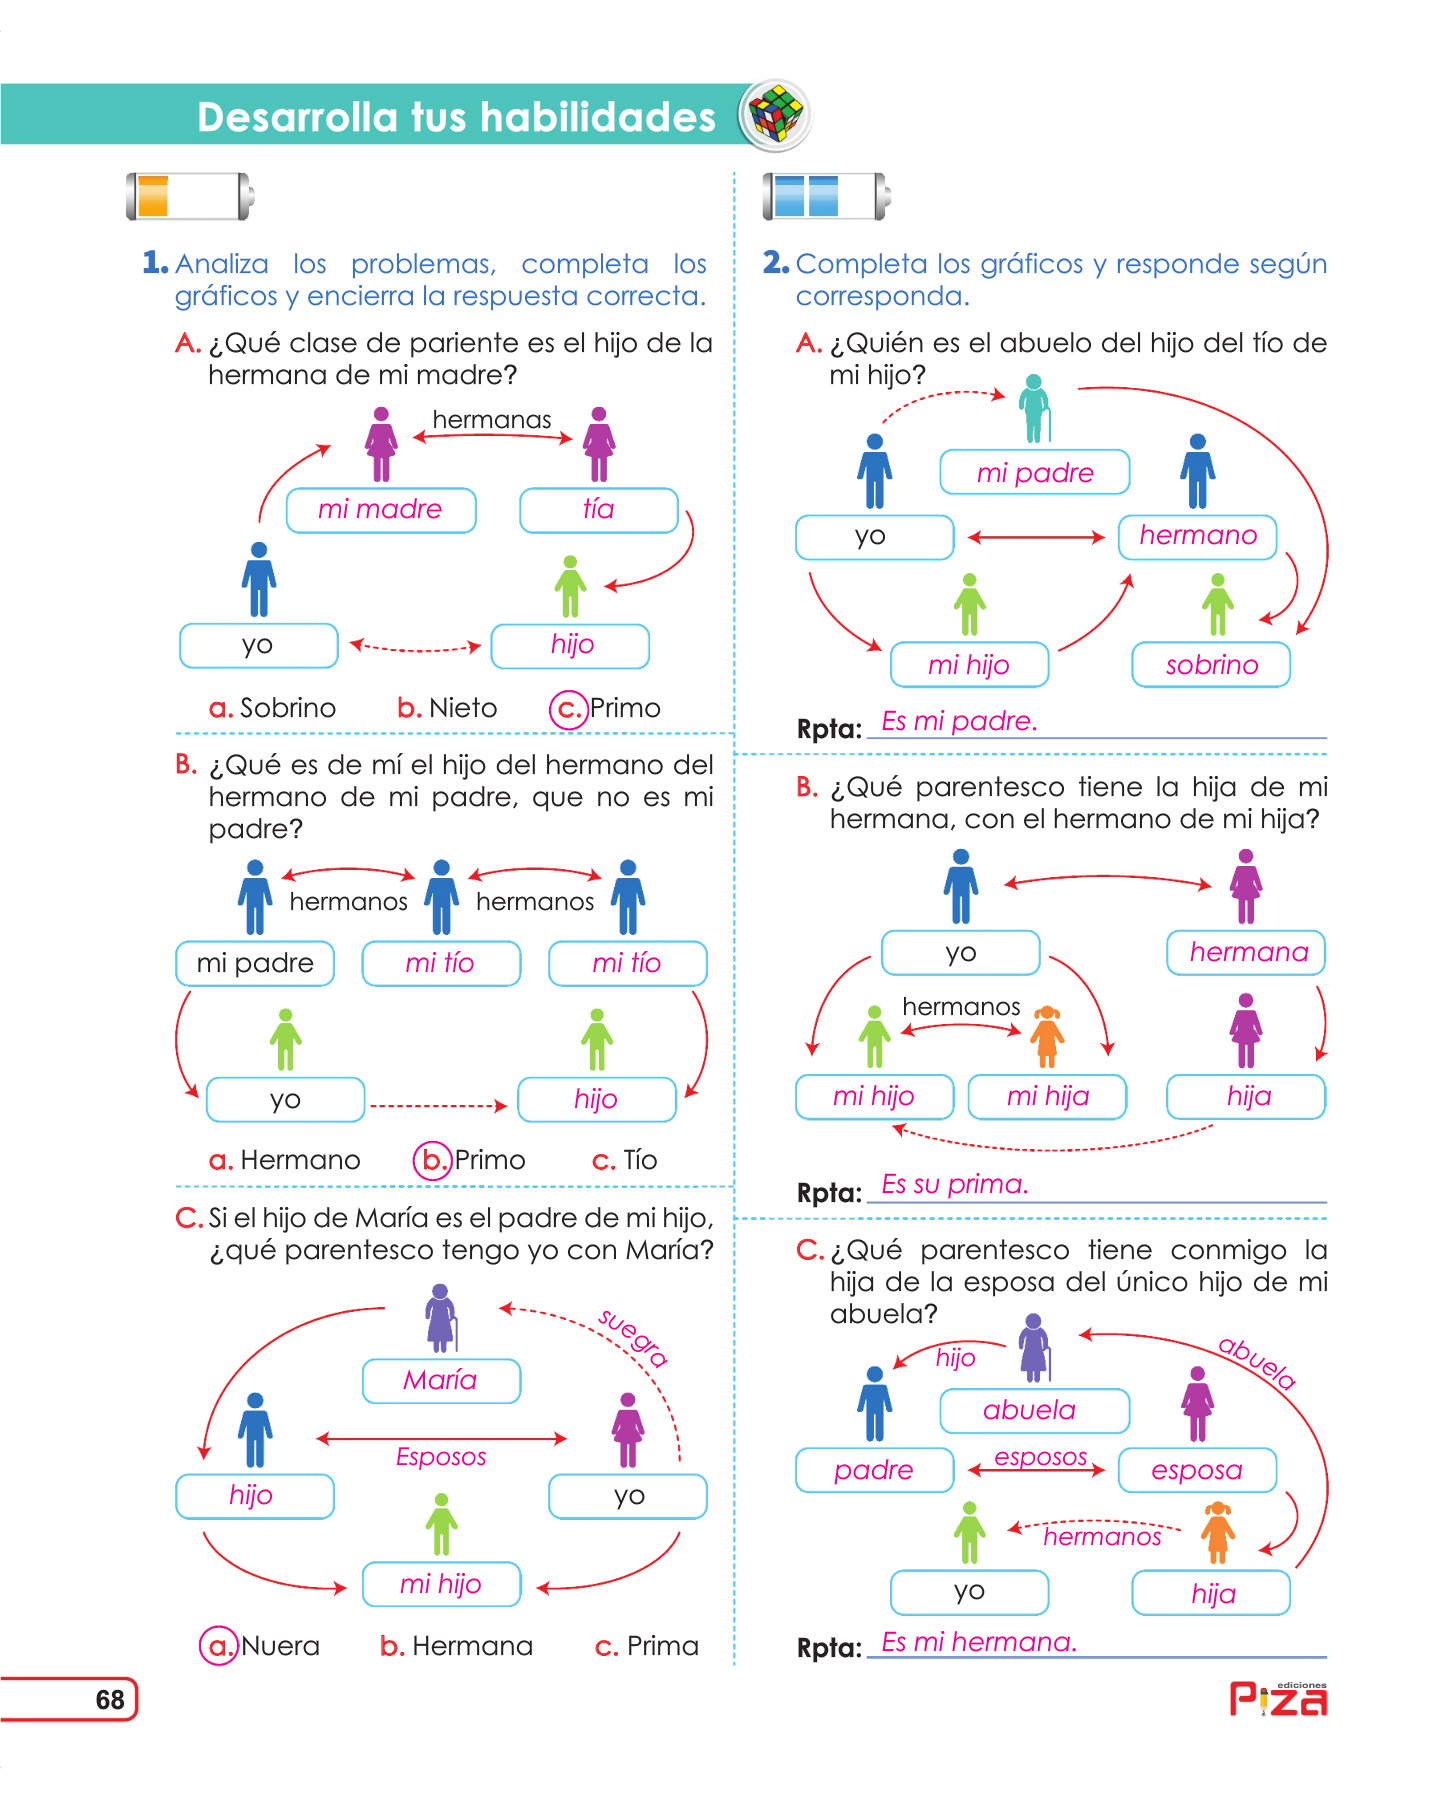 Desarrolla tus habilidades
1. Analiza los problemas, completa los
gráficos y encierra la respuesta correcta.
A. ¿Qué clase de pariente es el hijo de la
hermana de mi madre?
hermanas
mi madre
tía
yo
hijo
a. Sobrino b. Nieto c. Primo
B. ¿Qué es de mí el hijo del hermano del
hermano de mi padre, que no es mi
padre?
hermanos hermanos
mi padre mi tío mi tío
yo hijo
a. Hermano b. Primo c. Tío
C. Si el hijo de María es el padre de mi hijo,
¿qué parentesco tengo yo con María?
suegra
María
Esposos
hijo yo
mi hijo
a. Nuera b. Hermana c. Prima
68
2. Completa los gráficos y responde según
corresponda.
A. ¿Quién es el abuelo del hijo del tío de
mi hijo?
mi padre
yo hermano
mi hijo sobrino
Rpta: Es mi padre.
B. ¿Qué parentesco tiene la hija de mi
hermana, con el hermano de mi hija?
yo hermana
hermanos
mi hijo mi hija hija
Rpta: Es su prima.
C. ¿Qué parentesco tiene conmigo la
hija de la esposa del único hijo de mi
abuela?
hijo abuela
abuela
padre esposos esposa
hermanos
yo hija
Rpta: Es mi hermana.
ediciones
Piza